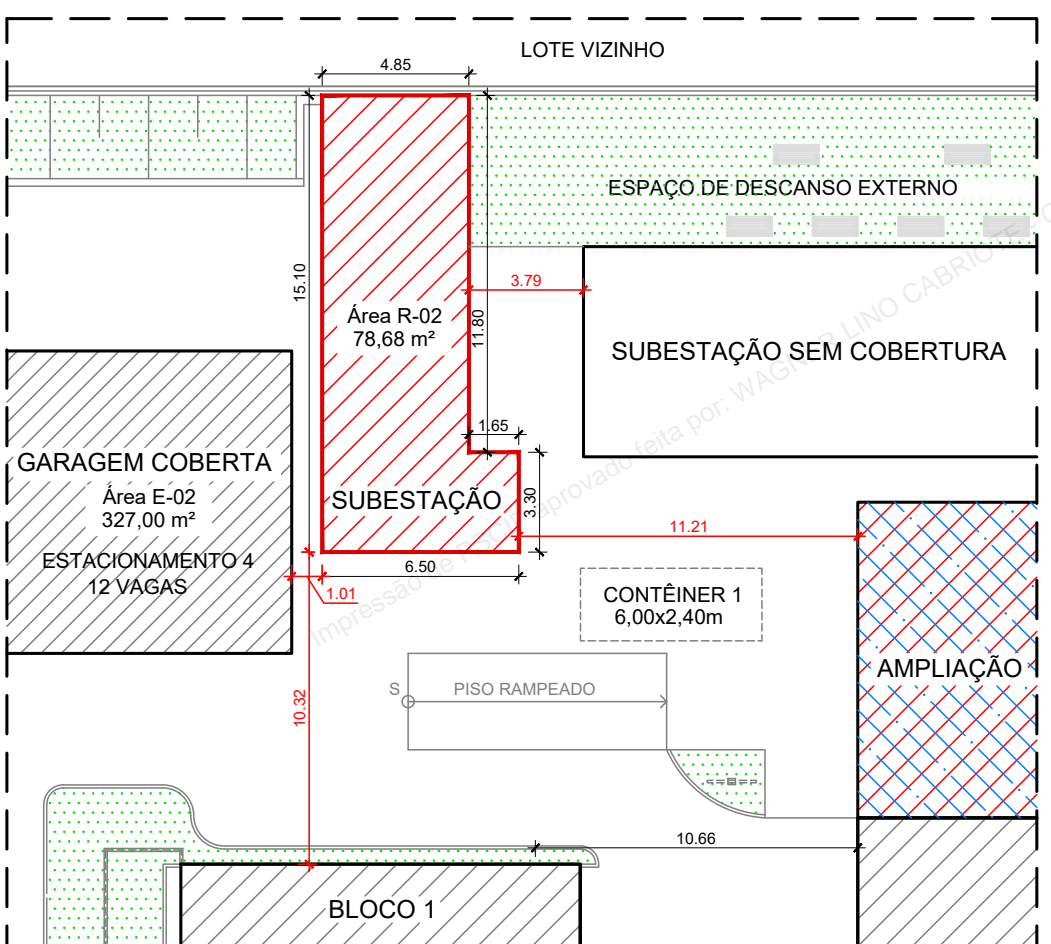 LOTE VIZINHO
4.85
ESPAÇO DE DESCANSO EXTERNO
15.10
3.79
Área R-02
78,68 m²
11.80
SUBESTAÇÃO SEM COBERTURA
1.65
GARAGEM COBERTA
Área E-02
327,00 m²
SUBESTAÇÃO
3.30
11.21
ESTACIONAMENTO 4
12 VAGAS
6.50
1.01
CONTÊINER 1
6,00x2,40m
AMPLIAÇÃO
S
PISO RAMPEADO
10.32
10.66
BLOCO 1